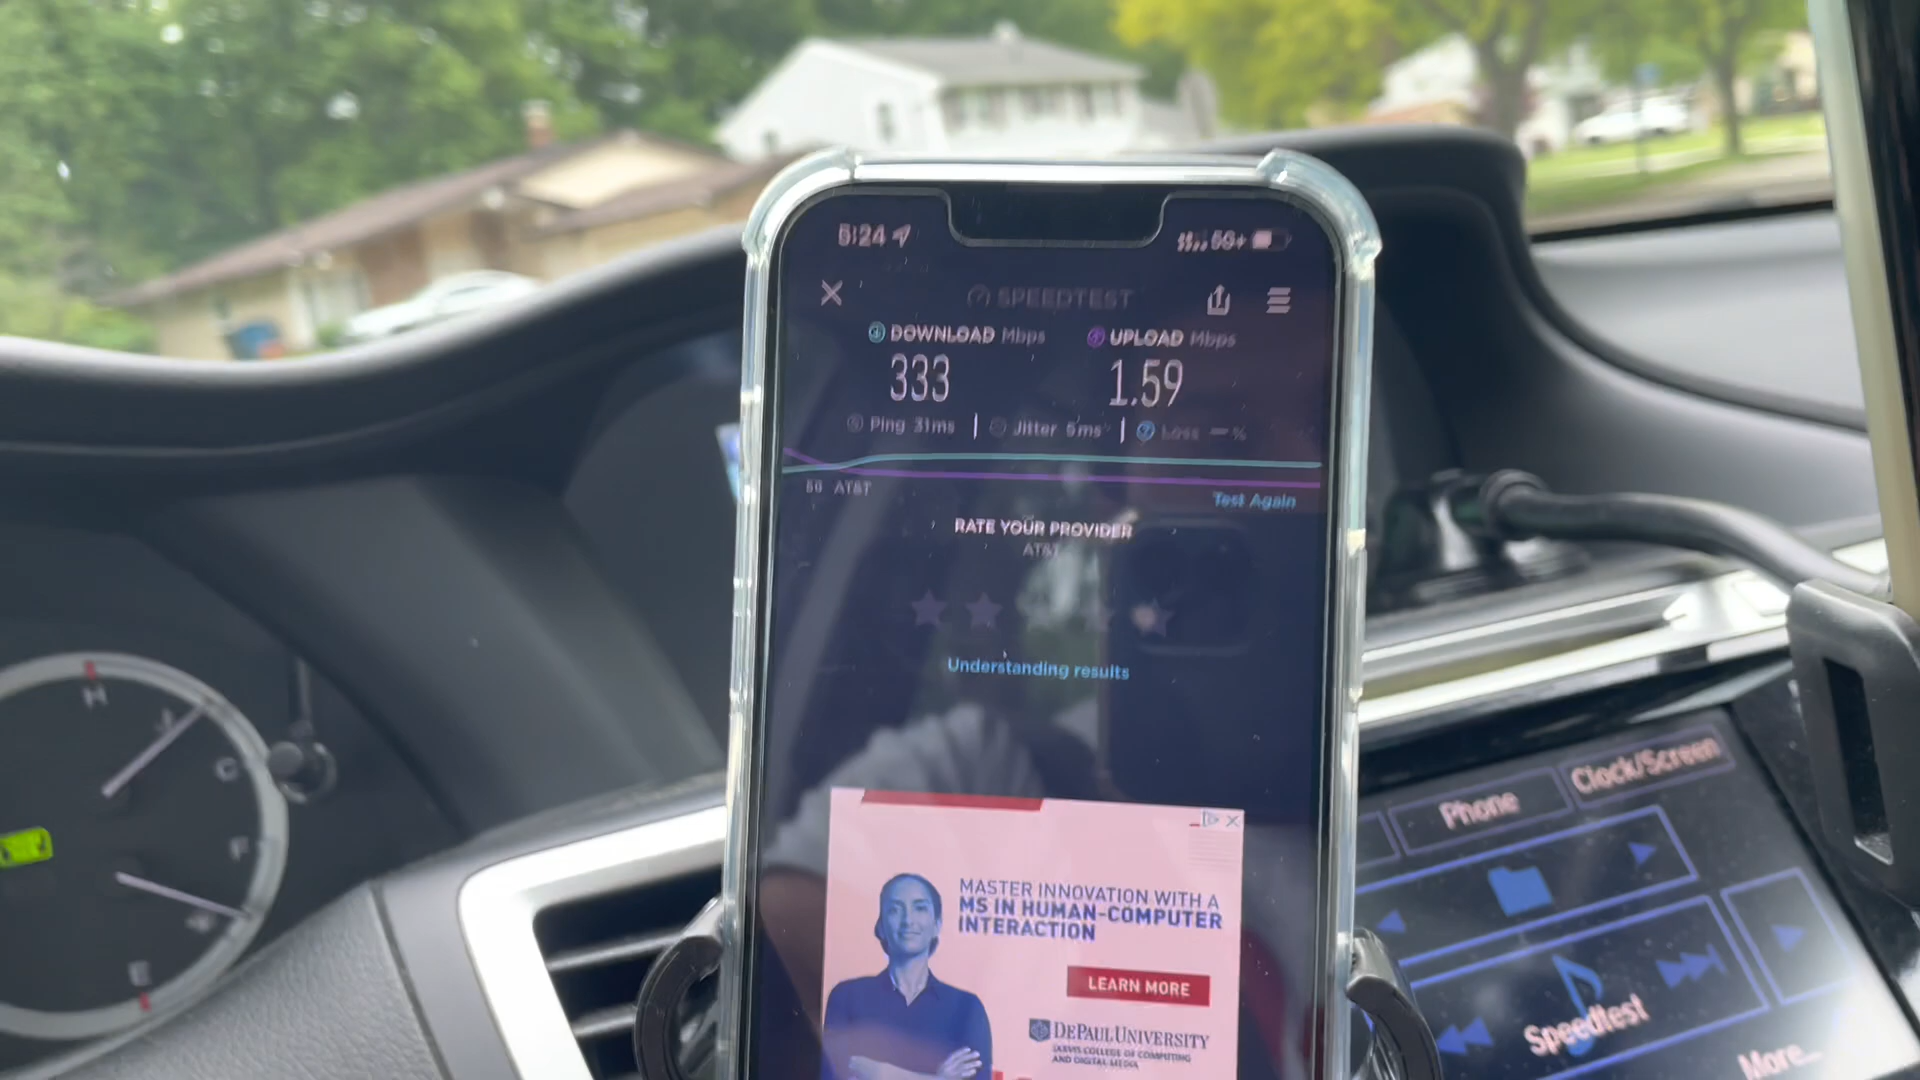 5:24 5G+
SPEEDTEST
DOWNLOAD Mbps UPLOAD Mbps
333 1.59
Ping 31ms Jitter 5ms Loss — %
5G AT&T
Test Again
RATE YOUR PROVIDER
AT&T
Understanding results
MASTER INNOVATION WITH A
MS IN HUMAN-COMPUTER
INTERACTION
LEARN MORE
DEPAUL UNIVERSITY
JARVIS COLLEGE OF COMPUTING
AND DIGITAL MEDIA
H
C
F
E
Phone
Clock/Screen
Speedtest
More...